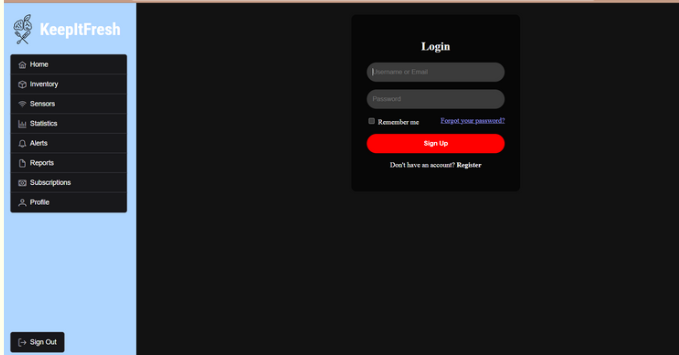 KeepItFresh
Home
Inventory
Sensors
Statistics
Alerts
Reports
Subscriptions
Profile
Sign Out
Login
Username or Email
Password
Remember me
Forgot your password?
Sign Up
Don't have an account? Register